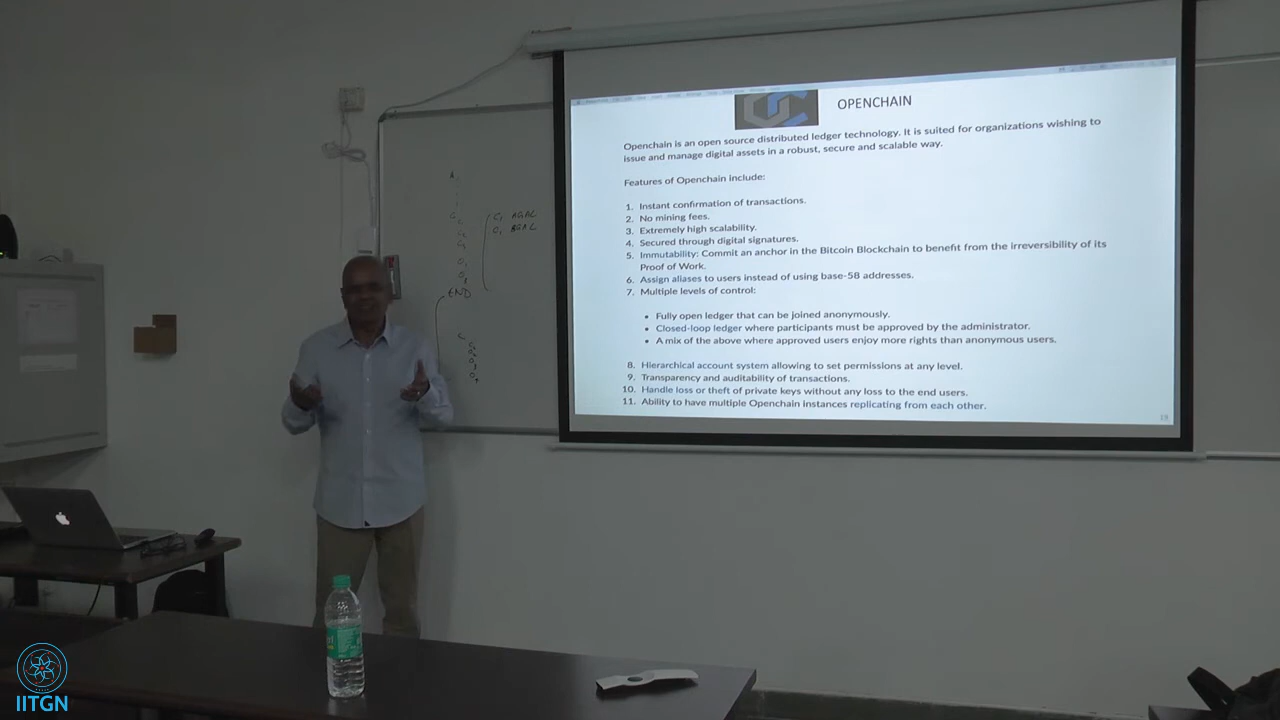 OPENCHAIN
Openchain is an open source distributed ledger technology. It is suited for organizations wishing to
issue and manage digital assets in a robust, secure and scalable way.
Features of Openchain include:
1. Instant confirmation of transactions.
2. No mining fees.
3. Extremely high scalability.
4. Secured through digital signatures.
5. Immutability: Commit an anchor in the Bitcoin Blockchain to benefit from the irreversibility of its
Proof of Work.
6. Assign aliases to users instead of using base-58 addresses.
7. Multiple levels of control:
• Fully open ledger that can be joined anonymously.
• Closed-loop ledger where participants must be approved by the administrator.
• A mix of the above where approved users enjoy more rights than anonymous users.
8. Hierarchical account system allowing to set permissions at any level.
9. Transparency and auditability of transactions.
10. Handle loss or theft of private keys without any loss to the end users.
11. Ability to have multiple Openchain instances replicating from each other.
19
END
IITGN